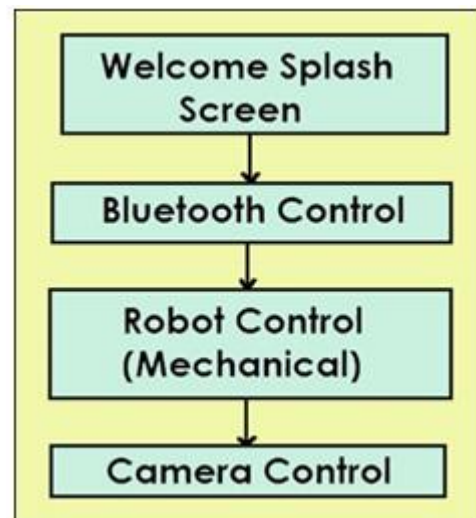 Welcome Splash
Screen
Bluetooth Control
Robot Control
(Mechanical)
Camera Control